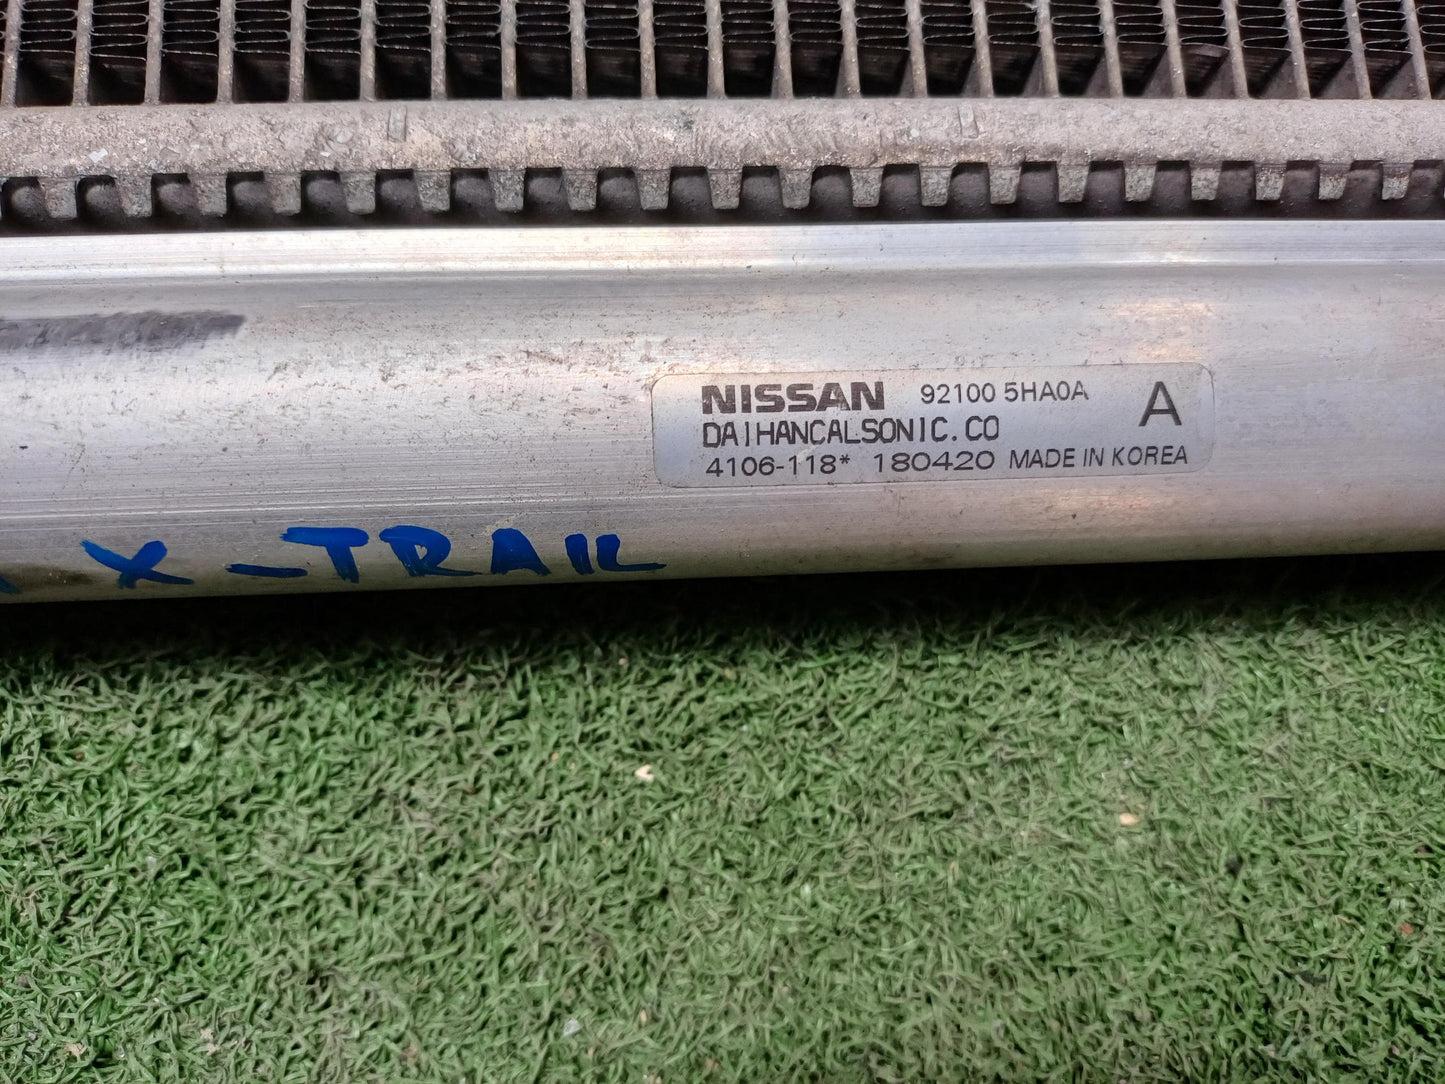 NISSAN 92100 5HA0A A
DAIHANCALSONIC.CO
4106-118* 180420 MADE IN KOREA
X-TRAIL